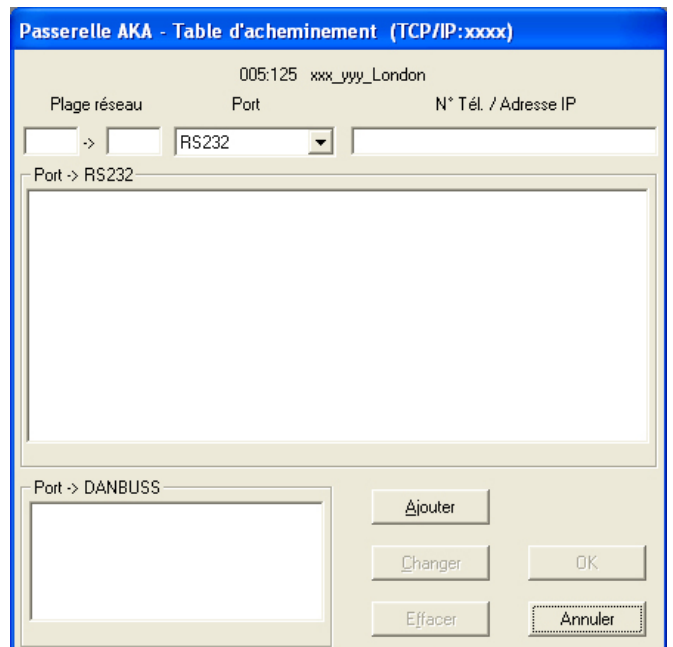 Passerelle AKA - Table d'acheminement (TCP/IP:xxxx)
005:125 xxx_yyy_London
Plage réseau Port N° Tél. / Adresse IP
-> RS232
Port -> RS232
Port -> DANBUSS
Ajouter
Changer OK
Effacer Annuler